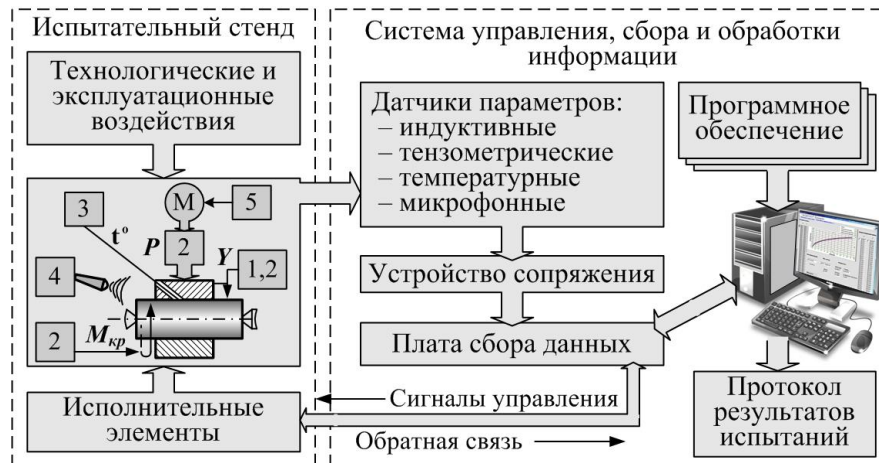 Испытательный стенд
Технологические и
эксплуатационные
воздействия
3
M
5
t°
P
2
Y
1,2
4
2
Mкр
Исполнительные
элементы
Система управления, сбора и обработки
информации
Датчики параметров:
– индуктивные
– тензометрические
– температурные
– микрофонные
Программное
обеспечение
Устройство сопряжения
Плата сбора данных
Сигналы управления
Обратная связь
Протокол
результатов
испытаний